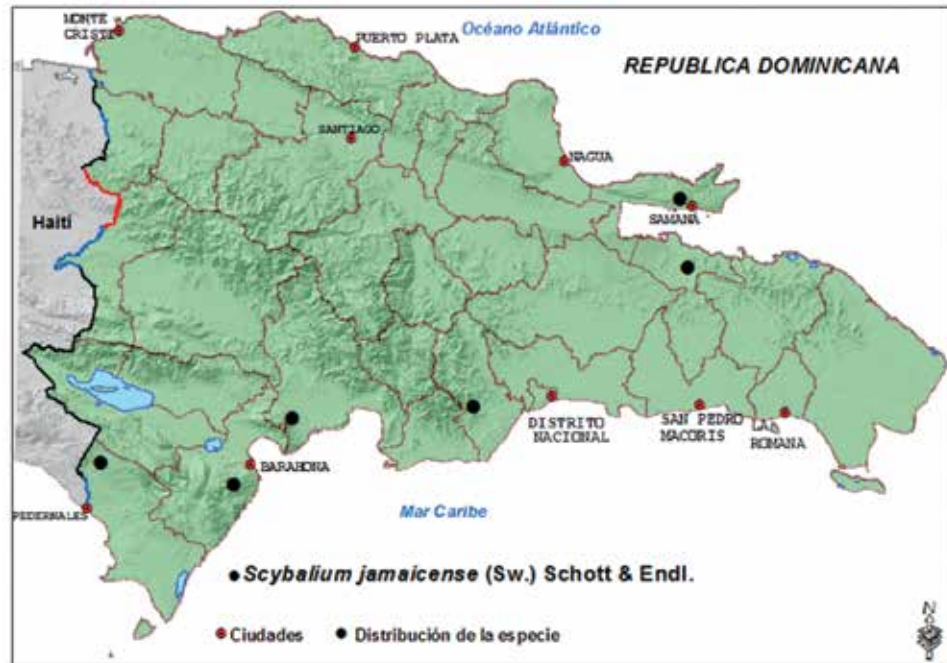 MONTE
CRISTI
Océano Atlántico
PUERTO PLATA
REPUBLICA DOMINICANA
SANTIAGO
NAGUA
Haití
SAMANA
DISTRITO
NACIONAL
SAN PEDRO
MACORIS
LA
ROMANA
BARAHONA
PEDERNALES
Mar Caribe
Scybalium jamaicense (Sw.) Schott & Endl.
Ciudades
Distribución de la especie
N